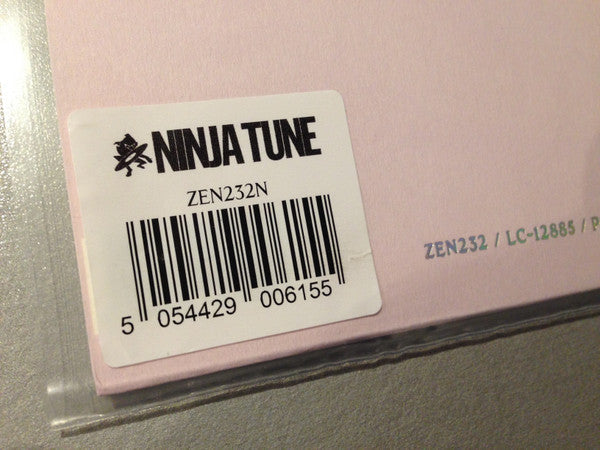 NINJA TUNE
ZEN232N
5 054429 006155
ZEN232 / LC-12885 / P